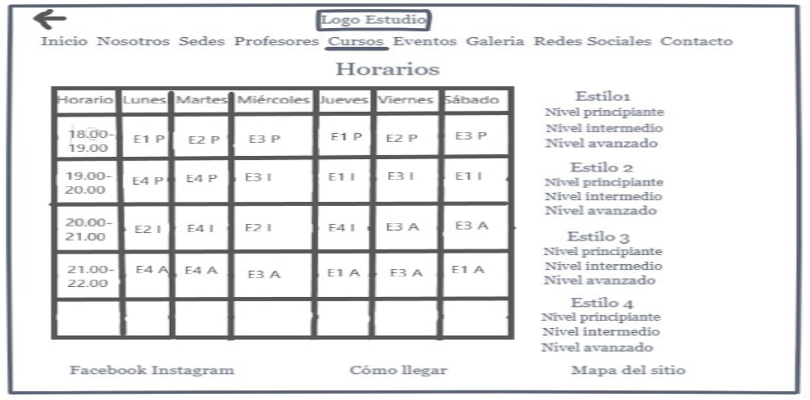 Logo Estudio
Inicio Nosotros Sedes Profesores Cursos Eventos Galeria Redes Sociales Contacto
Horarios
Horario Lunes Martes Miércoles Jueves Viernes Sábado
18.00-19.00 E1 P E2 P E3 P E1 P E2 P E3 P
19.00-20.00 E4 P E4 P E3 I E1 I E3 I E1 I
20.00-21.00 E2 I E4 I E2 I E4 I E3 A E3 A
21.00-22.00 E4 A E4 A E3 A E1 A E3 A E1 A
Estilo1
Nivel principiante
Nivel intermedio
Nivel avanzado
Estilo 2
Nivel principiante
Nivel intermedio
Nivel avanzado
Estilo 3
Nivel principiante
Nivel intermedio
Nivel avanzado
Estilo 4
Nivel principiante
Nivel intermedio
Nivel avanzado
Facebook Instagram Cómo llegar Mapa del sitio